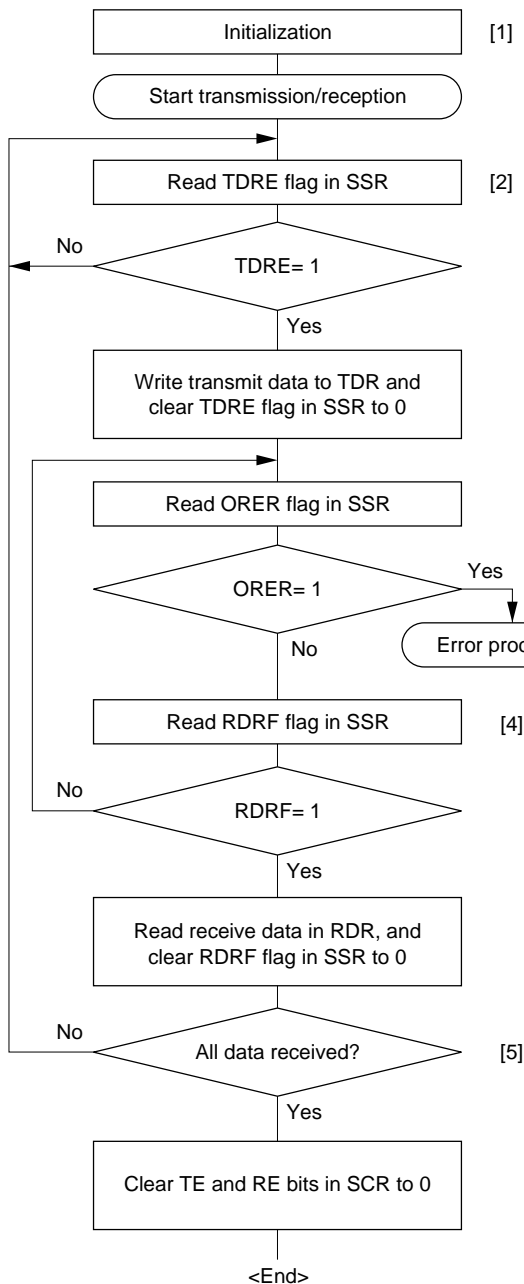 Initialization [1]
Start transmission/reception
Read TDRE flag in SSR [2]
No
TDRE= 1
Yes
Write transmit data to TDR and
clear TDRE flag in SSR to 0
Read ORER flag in SSR
Yes
ORER= 1
No
Error
Read RDRF flag in SSR [4]
No
RDRF= 1
Yes
Read receive data in RDR, and
clear RDRF flag in SSR to 0
No
All data received? [5]
Yes
Clear TE and RE bits in SCR to 0
<End>